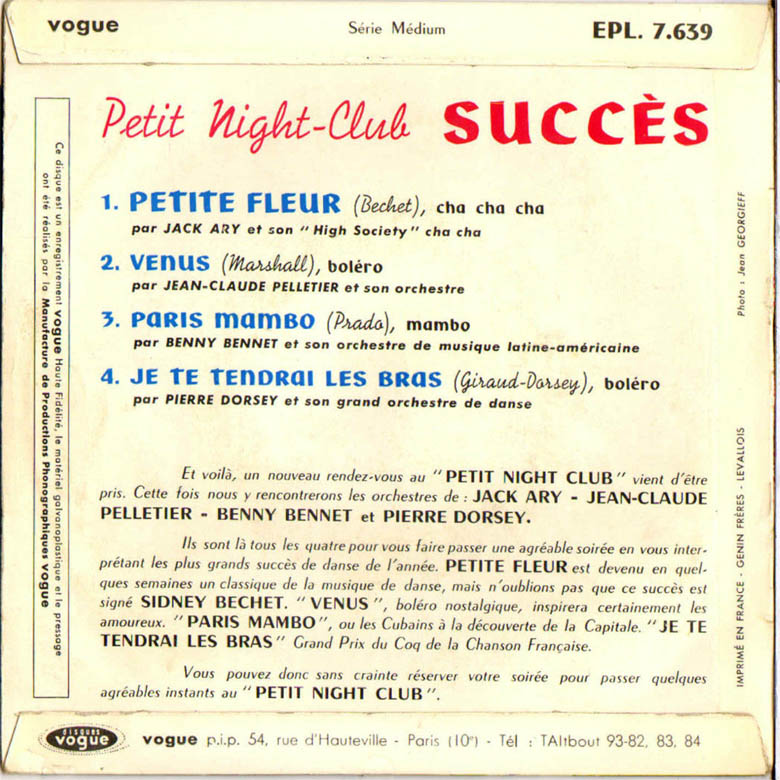 vogue Série Médium EPL. 7.639
Petit Night-Club SUCCÈS
1. PETITE FLEUR (Bechet), cha cha cha
par JACK ARY et son "High Society" cha cha
2. VENUS (Marshall), boléro
par JEAN-CLAUDE PELLETIER et son orchestre
3. PARIS MAMBO (Prado), mambo
par BENNY BENNET et son orchestre de musique latine-américaine
4. JE TE TENDRAI LES BRAS (Giraud-Dorsey), boléro
par PIERRE DORSEY et son grand orchestre de danse
Et voilà, un nouveau rendez-vous au "PETIT NIGHT CLUB" vient d'être
pris. Cette fois nous y rencontrerons les orchestres de : JACK ARY - JEAN-CLAUDE
PELLETIER - BENNY BENNET et PIERRE DORSEY.
Ils sont là tous les quatre pour vous faire passer une agréable soirée en vous inter-
prétant les plus grands succès de danse de l'année. PETITE FLEUR est devenu en quel-
ques semaines un classique de la musique de danse, mais n'oublions pas que ce succès est
signé SIDNEY BECHET. "VENUS", boléro nostalgique, inspirera certainement les
amoureux. "PARIS MAMBO", ou les Cubains à la découverte de la Capitale. "JE TE
TENDRAI LES BRAS" Grand Prix du Coq de la Chanson Française.
Vous pouvez donc sans crainte réserver votre soirée pour passer quelques
agréables instants au "PETIT NIGHT CLUB".
Ce disque est un enregistrement vogue Haute Fidélité, le matériel galvanoplastique et le pressage
ont été réalisés par la Manufacture de Productions Phonographiques vogue
Photo : Jean GEORGIEFF
IMPRIMÉ EN FRANCE - GENIN FRÈRES - LEVALLOIS
disques
vogue
vogue p.i.p. 54, rue d'Hauteville - Paris (10e) - Tél : TAItbout 93-82, 83, 84